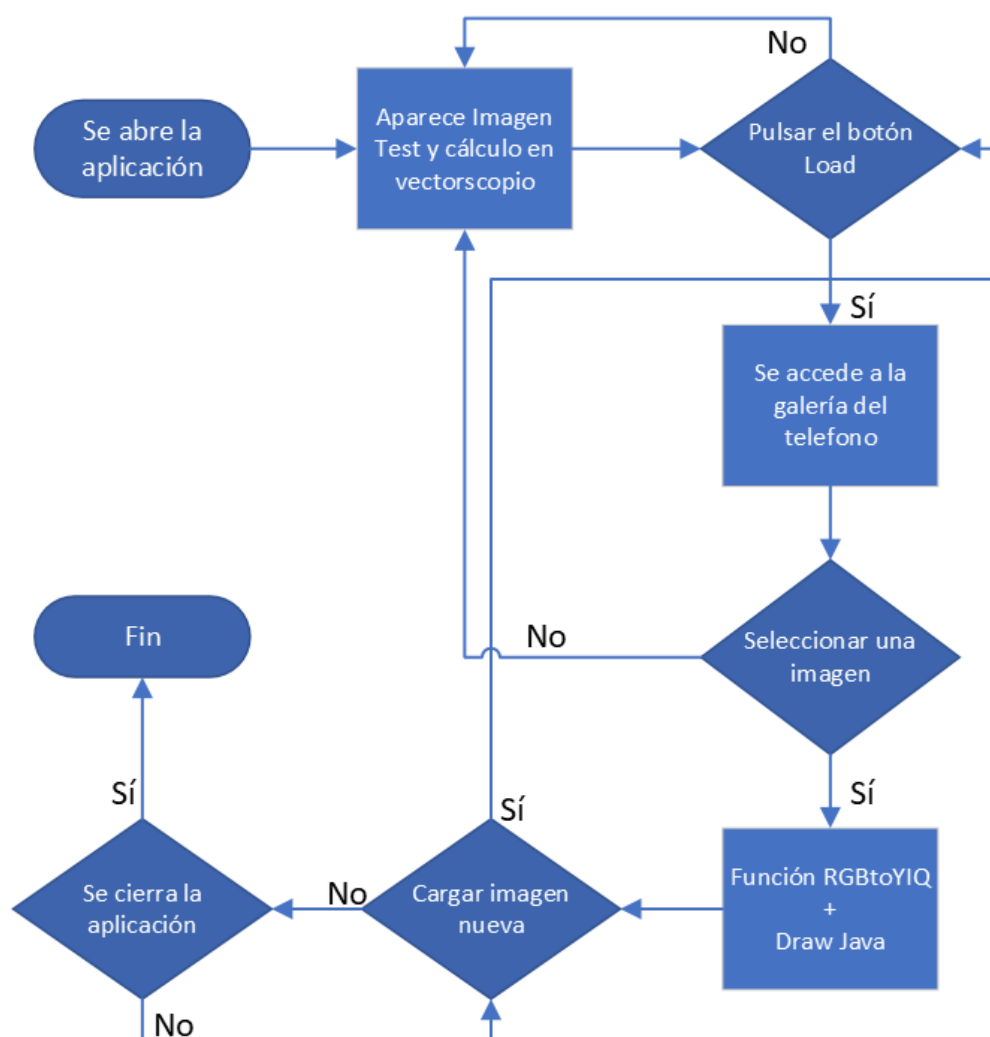 No
Se abre la
aplicación
Aparece Imagen
Test y cálculo en
vectorscopio
Pulsar el botón
Load
Sí
Se accede a la
galería del
telefono
No
Seleccionar una
imagen
Fin
Sí
Sí
Sí
Función RGBtoYIQ
+
Draw Java
Cargar imagen
nueva
No
Se cierra la
aplicación
No